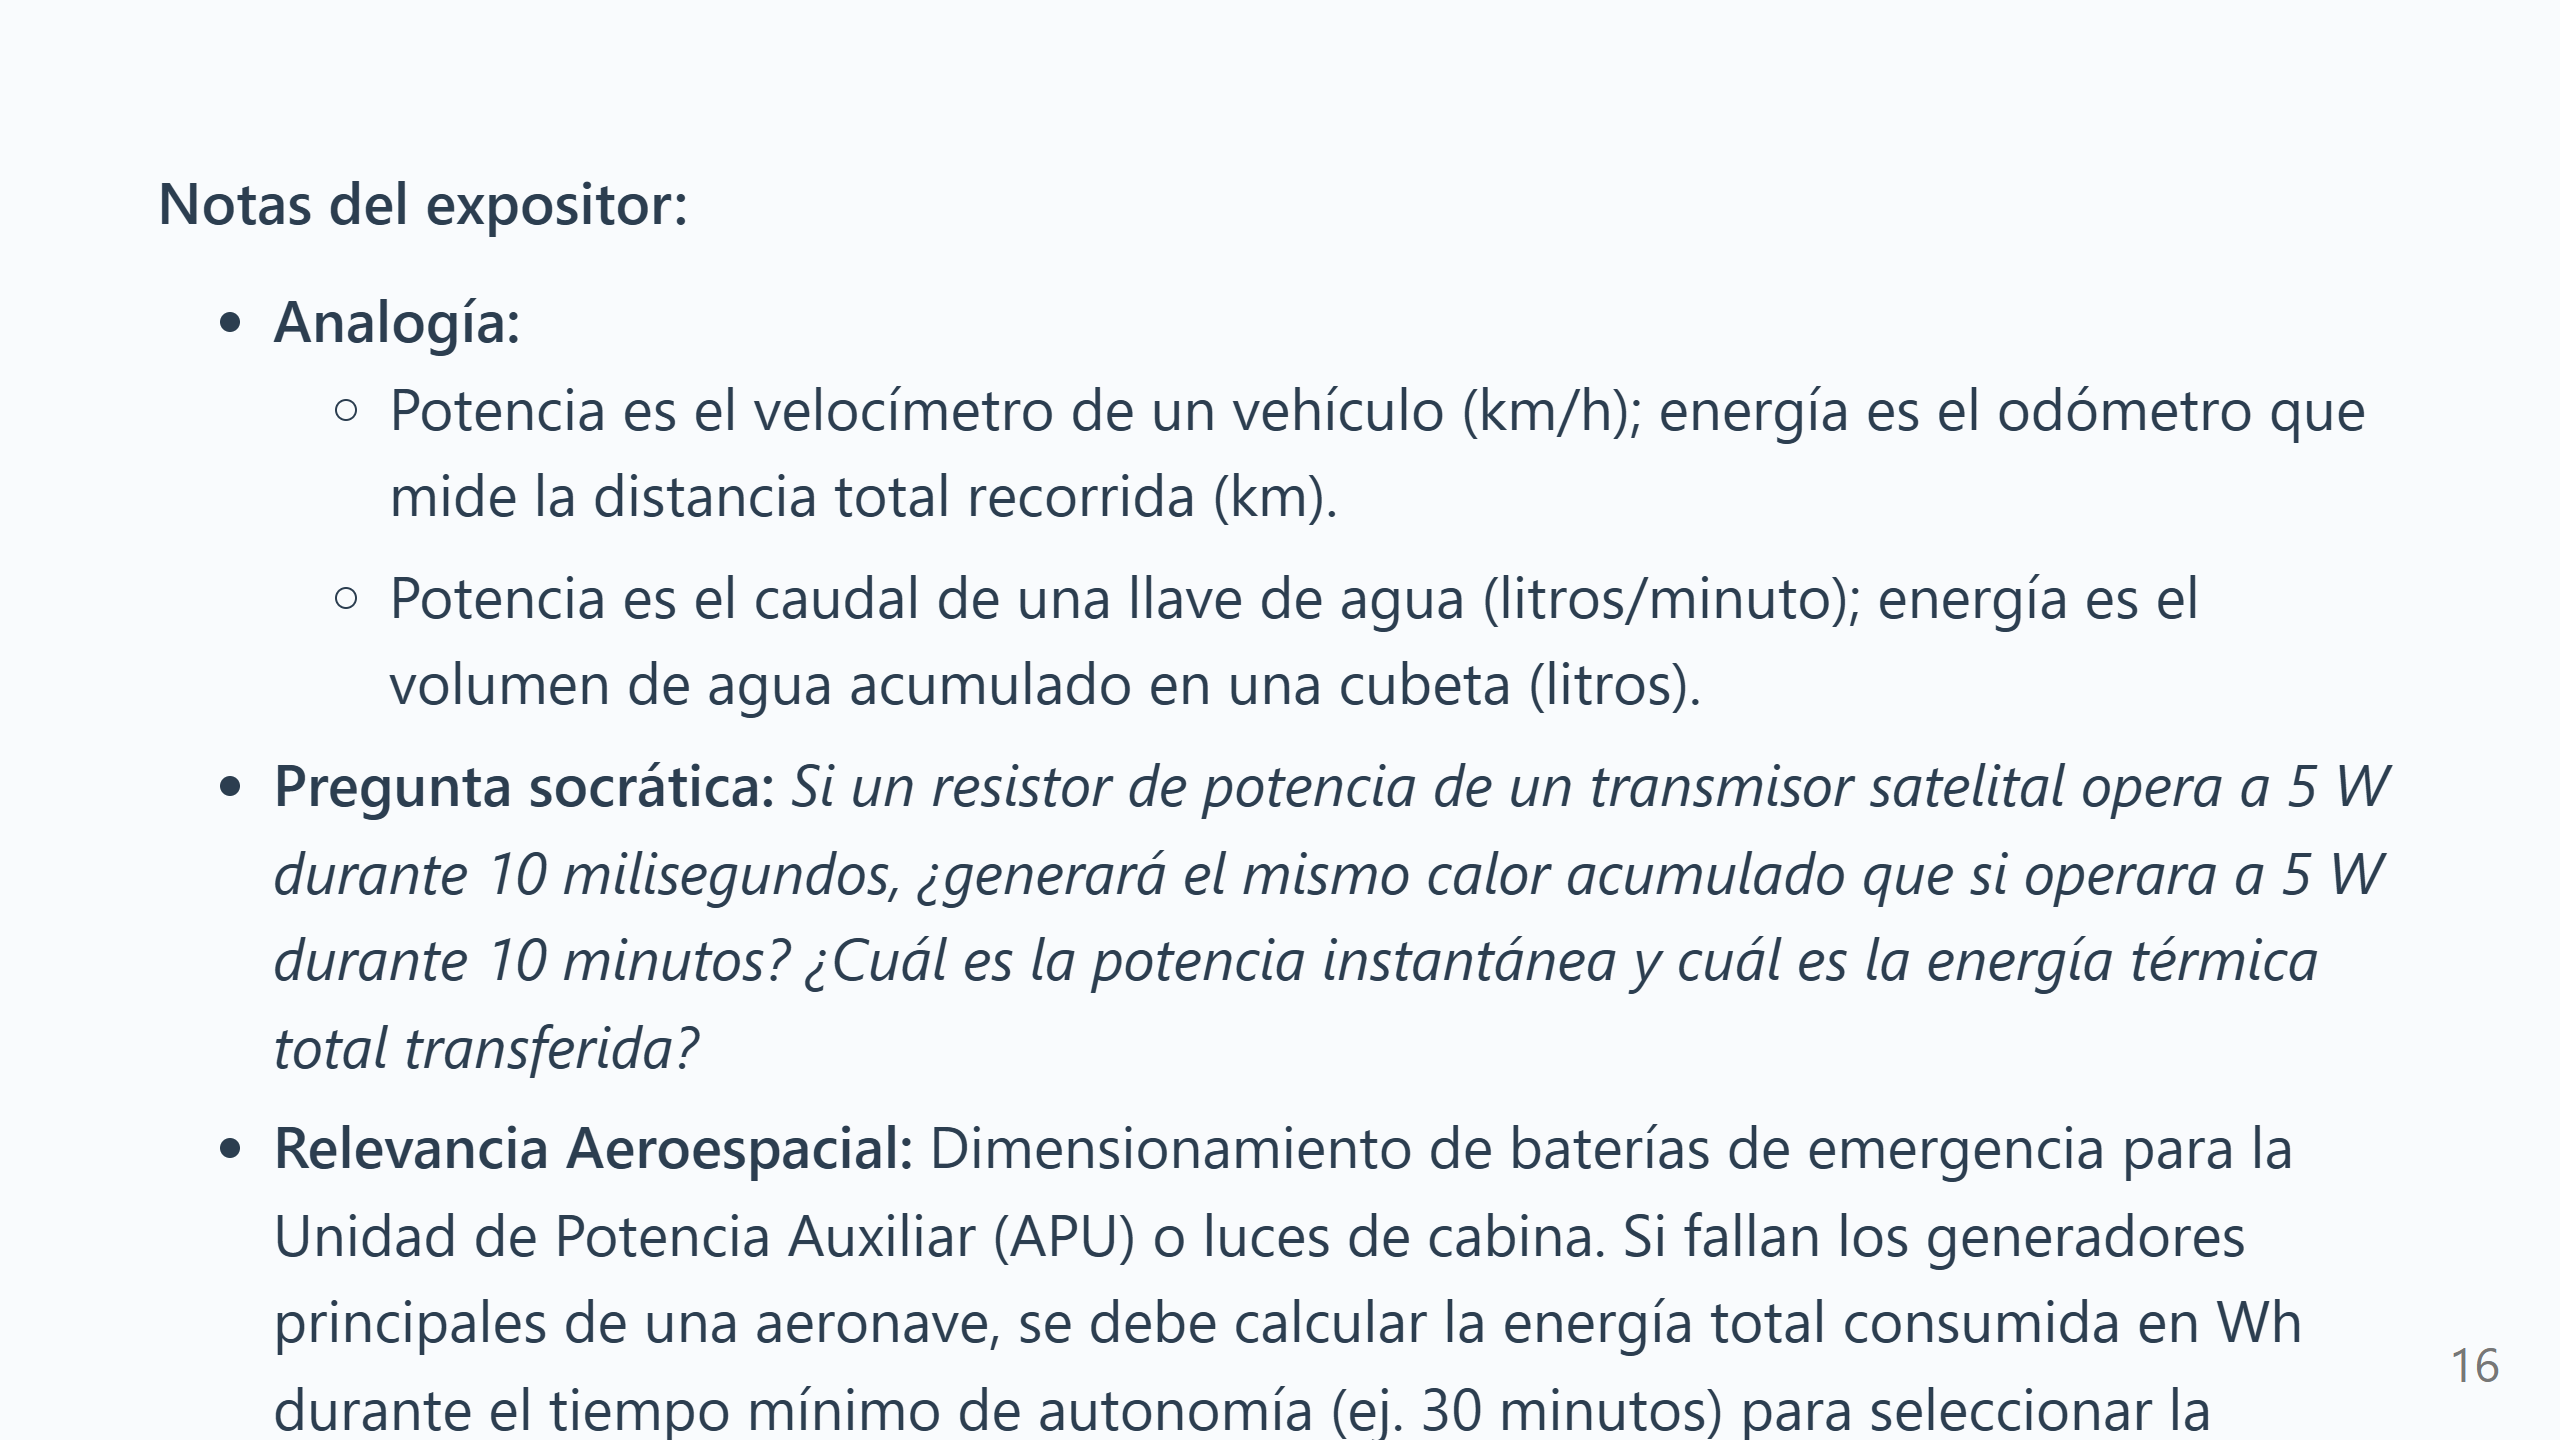 Notas del expositor:
• Analogía:
○ Potencia es el velocímetro de un vehículo (km/h); energía es el odómetro que
mide la distancia total recorrida (km).
○ Potencia es el caudal de una llave de agua (litros/minuto); energía es el
volumen de agua acumulado en una cubeta (litros).
• Pregunta socrática: Si un resistor de potencia de un transmisor satelital opera a 5 W
durante 10 milisegundos, ¿generará el mismo calor acumulado que si operara a 5 W
durante 10 minutos? ¿Cuál es la potencia instantánea y cuál es la energía térmica
total transferida?
• Relevancia Aeroespacial: Dimensionamiento de baterías de emergencia para la
Unidad de Potencia Auxiliar (APU) o luces de cabina. Si fallan los generadores
principales de una aeronave, se debe calcular la energía total consumida en Wh
durante el tiempo mínimo de autonomía (ej. 30 minutos) para seleccionar la
16